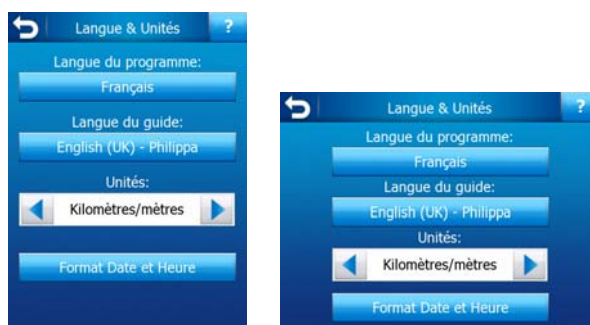 Langue & Unités ?
Langue du programme:
Français
Langue du guide:
English (UK) - Philippa
Unités:
Kilomètres/mètres
Format Date et Heure
Langue & Unités ?
Langue du programme:
Français
Langue du guide:
English (UK) - Philippa
Unités:
Kilomètres/mètres
Format Date et Heure